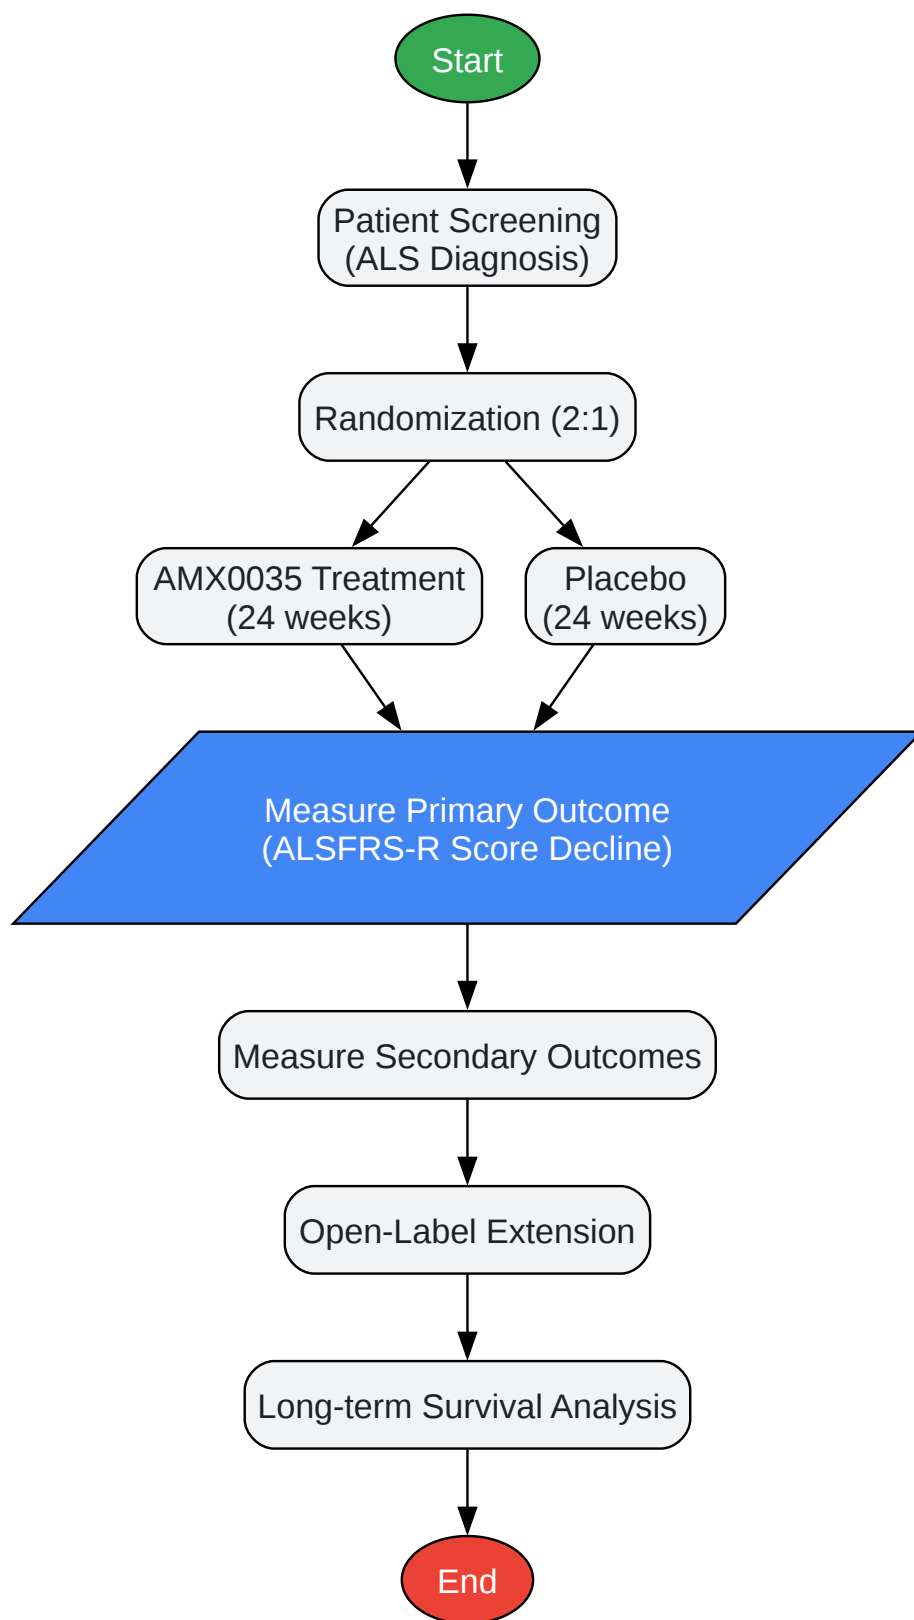 Start
Patient Screening
(ALS Diagnosis)
Randomization (2:1)
AMX0035 Treatment
(24 weeks)
Placebo
(24 weeks)
Measure Primary Outcome
(ALSFRS-R Score Decline)
Measure Secondary Outcomes
Open-Label Extension
Long-term Survival Analysis
End